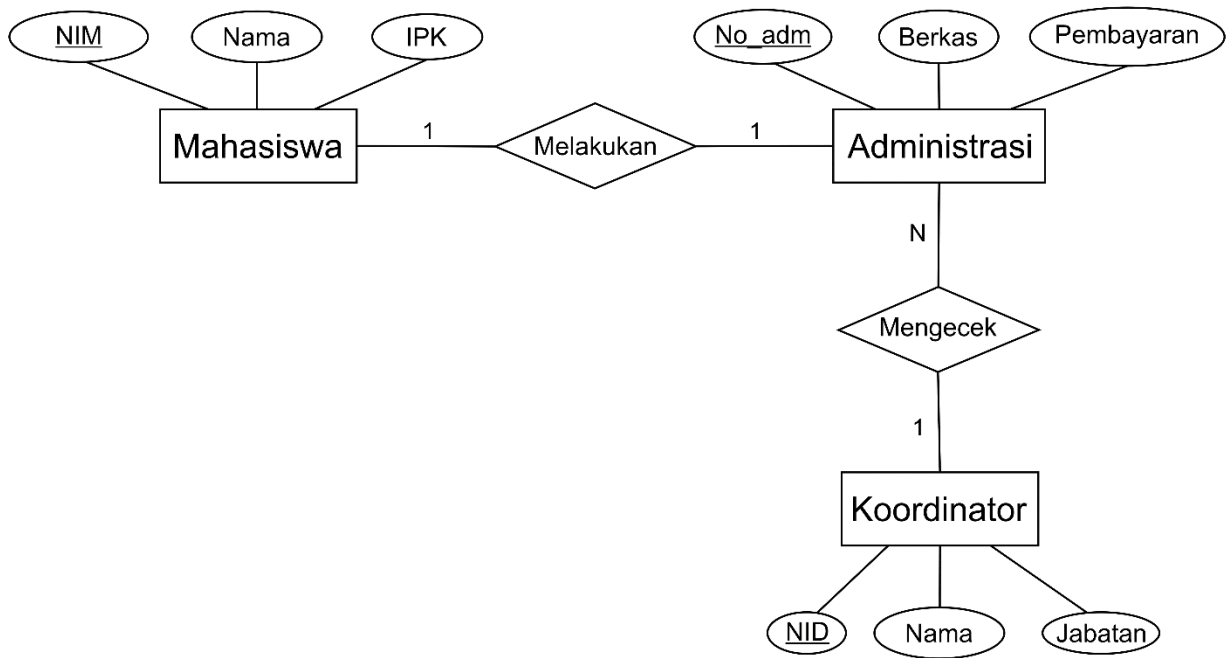 NIM
Nama
IPK
No_adm
Berkas
Pembayaran
Mahasiswa
1
Melakukan
1
Administrasi
N
Mengecek
1
Koordinator
NID
Nama
Jabatan